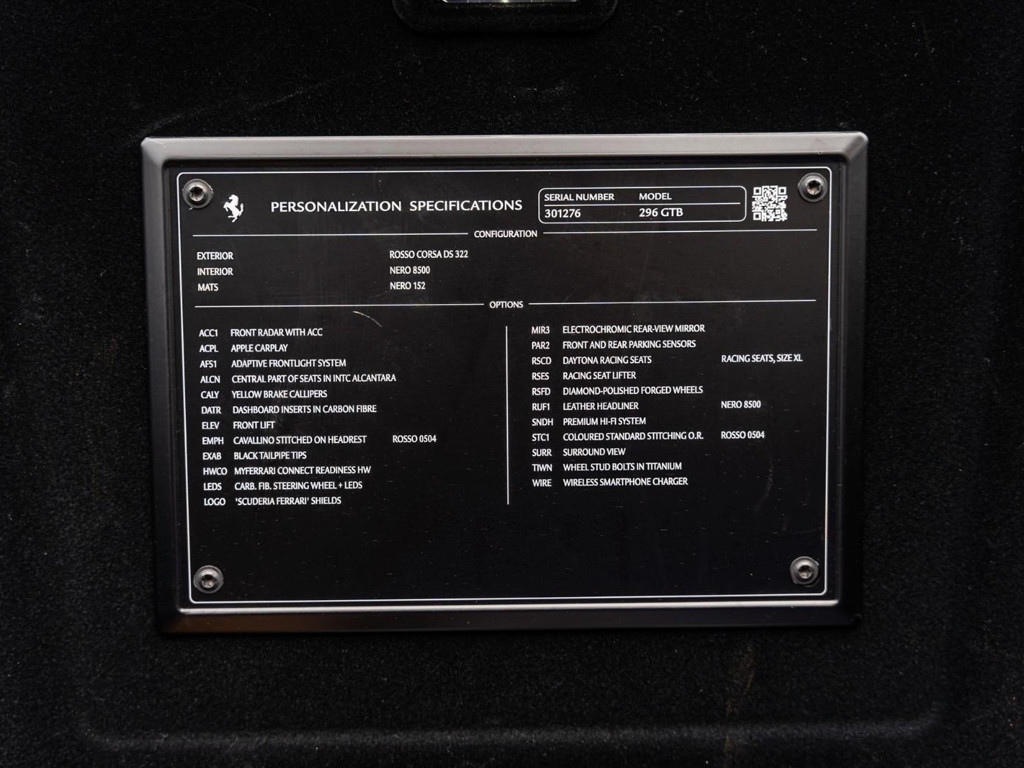 PERSONALIZATION SPECIFICATIONS
SERIAL NUMBER MODEL
301276 296 GTB
CONFIGURATION
EXTERIOR ROSSO CORSA DS 322
INTERIOR NERO 8500
MATS NERO 152
OPTIONS
ACC1 FRONT RADAR WITH ACC
ACPL APPLE CARPLAY
AFS1 ADAPTIVE FRONTLIGHT SYSTEM
ALCN CENTRAL PART OF SEATS IN INTC ALCANTARA
CALY YELLOW BRAKE CALLIPERS
DATR DASHBOARD INSERTS IN CARBON FIBRE
ELEV FRONT LIFT
EMPH CAVALLINO STITCHED ON HEADREST ROSSO 0504
EXAB BLACK TAILPIPE TIPS
HWCO MYFERRARI CONNECT READINESS HW
LEDS CARB. FIB. STEERING WHEEL + LEDS
LOGO 'SCUDERIA FERRARI' SHIELDS
MIR3 ELECTROCHROMIC REAR-VIEW MIRROR
PAR2 FRONT AND REAR PARKING SENSORS
RSCD DAYTONA RACING SEATS RACING SEATS, SIZE XL
RSES RACING SEAT LIFTER
RSFD DIAMOND-POLISHED FORGED WHEELS
RUF1 LEATHER HEADLINER NERO 8500
SNDH PREMIUM HI-FI SYSTEM
STC1 COLOURED STANDARD STITCHING O.R. ROSSO 0504
SURR SURROUND VIEW
TIWN WHEEL STUD BOLTS IN TITANIUM
WIRE WIRELESS SMARTPHONE CHARGER